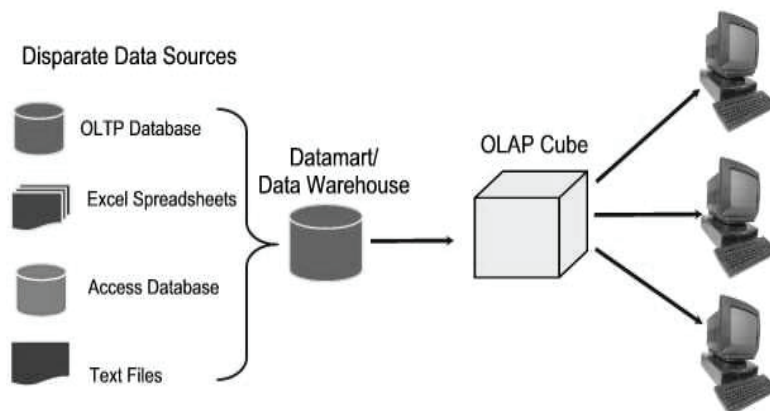 Disparate Data Sources
OLTP Database
Excel Spreadsheets
Access Database
Text Files
Datamart/
Data Warehouse
OLAP Cube